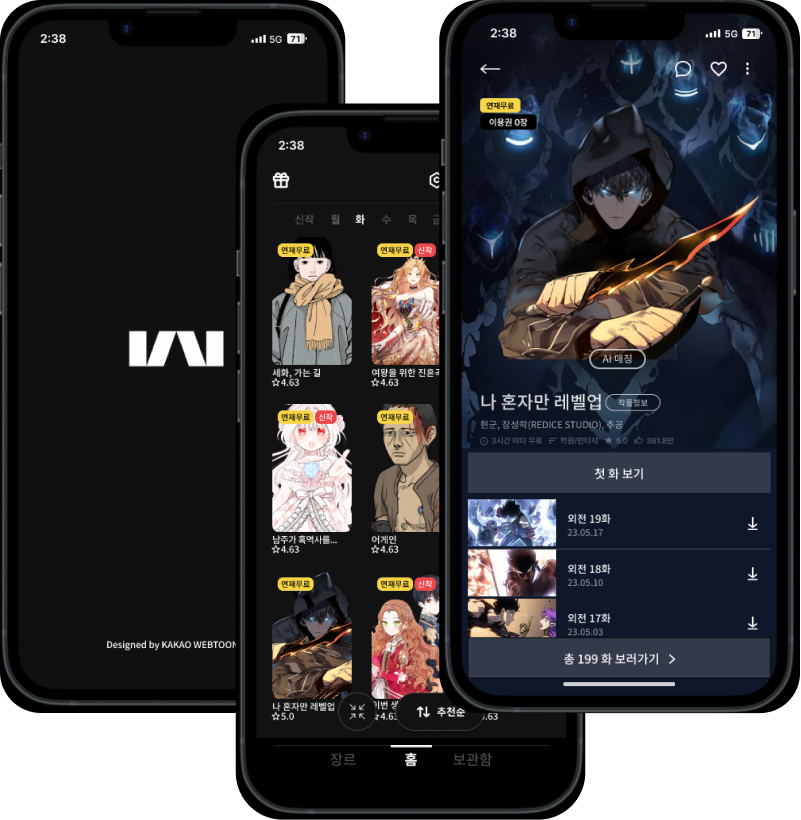 2:38
5G 71
Designed by KAKAO WEBTOON
2:38
신작 월 화 수 목 금
연재무료
세화, 가는 길
☆4.63
연재무료 신작
여왕을 위한 진혼곡
☆4.63
연재무료 신작
남주가 흑역사를...
☆4.63
연재무료
어게인
☆4.63
연재무료
나 혼자만 레벨업
☆5.0
연재무료 신작
이번 생
☆4.63
추천순
4.63
장르 홈 보관함
2:38
5G 71
연재무료
이용권 0장
AI 매칭
나 혼자만 레벨업 작품정보
현군, 장성락(REDICE STUDIO), 추공
3시간 마다 무료 학원/판타지 ★ 5.0 381.8만
첫 화 보기
외전 19화
23.05.17
외전 18화
23.05.10
외전 17화
23.05.03
총 199 화 보러가기 >